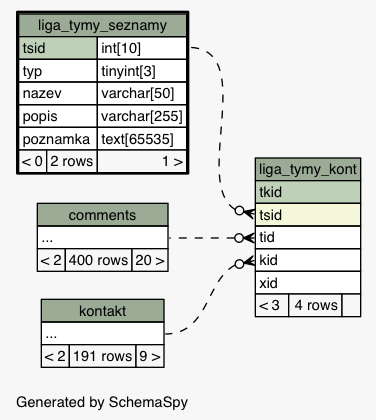 liga_tymy_seznamy
tsid int[10]
typ tinyint[3]
nazev varchar[50]
popis varchar[255]
poznamka text[65535]
< 0 2 rows 1 >
liga_tymy_kont
tkid
tsid
tid
kid
xid
< 3 4 rows
comments
...
< 2 400 rows 20 >
kontakt
...
< 2 191 rows 9 >
Generated by SchemaSpy